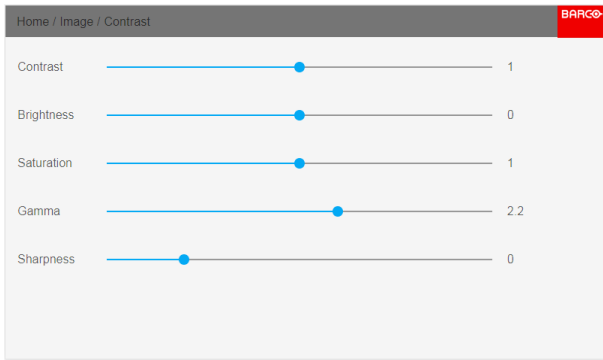 Home / Image / Contrast
BARCO
Contrast 1
Brightness 0
Saturation 1
Gamma 2.2
Sharpness 0